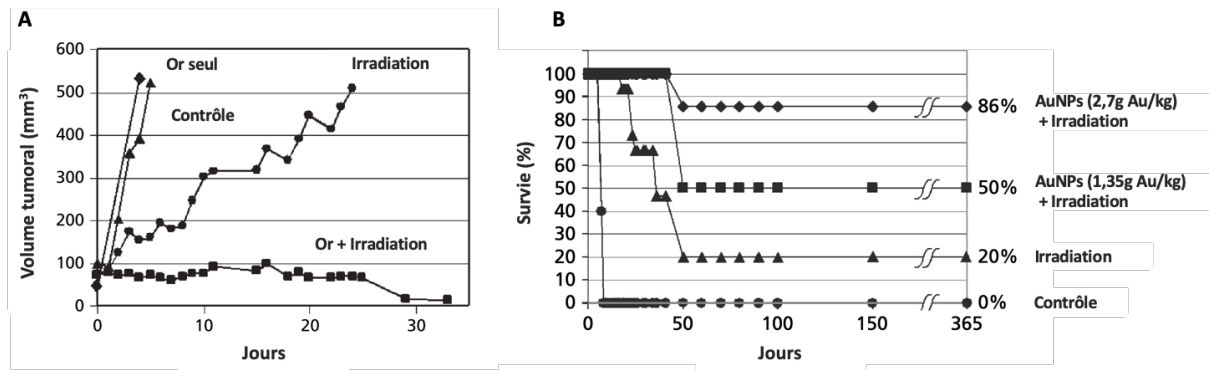 A
Volume tumoral (mm³)
600
500
400
300
200
100
0
Or seul
Contrôle
Irradiation
Or + Irradiation
0
10
20
30
Jours
B
Survie (%)
100
90
80
70
60
50
40
30
20
10
0
86%
AuNPs (2,7g Au/kg)
+ Irradiation
50%
AuNPs (1,35g Au/kg)
+ Irradiation
20%
Irradiation
0%
Contrôle
0
50
100
150
365
Jours